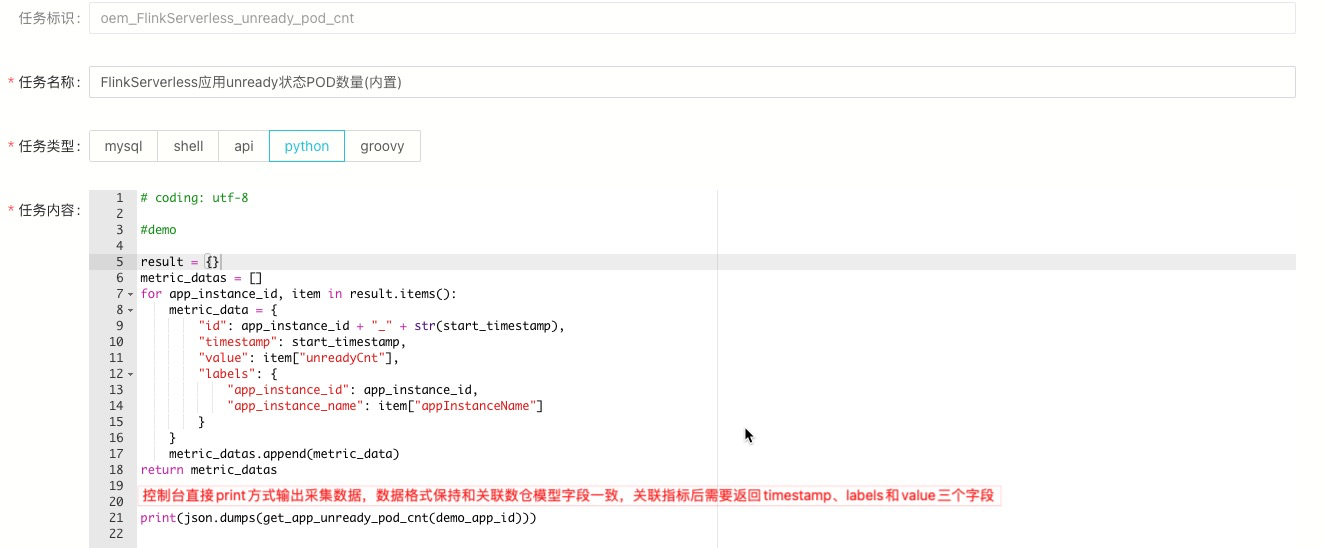 任务标识：
oem_FlinkServerless_unready_pod_cnt
* 任务名称：
FlinkServerless应用unready状态POD数量(内置)
* 任务类型：
mysql shell api python groovy
* 任务内容：
1 # coding: utf-8
2
3 #demo
4
5 result = {}
6 metric_datas = []
7 for app_instance_id, item in result.items():
8     metric_data = {
9         "id": app_instance_id + "_" + str(start_timestamp),
10         "timestamp": start_timestamp,
11         "value": item["unreadyCnt"],
12         "labels": {
13             "app_instance_id": app_instance_id,
14             "app_instance_name": item["appInstanceName"]
15         }
16     }
17     metric_datas.append(metric_data)
18 return metric_datas
19
控制台直接print方式输出采集数据，数据格式保持和关联数仓模型字段一致，关联指标后需要返回timestamp、labels和value三个字段
20
21 print(json.dumps(get_app_unready_pod_cnt(demo_app_id)))
22